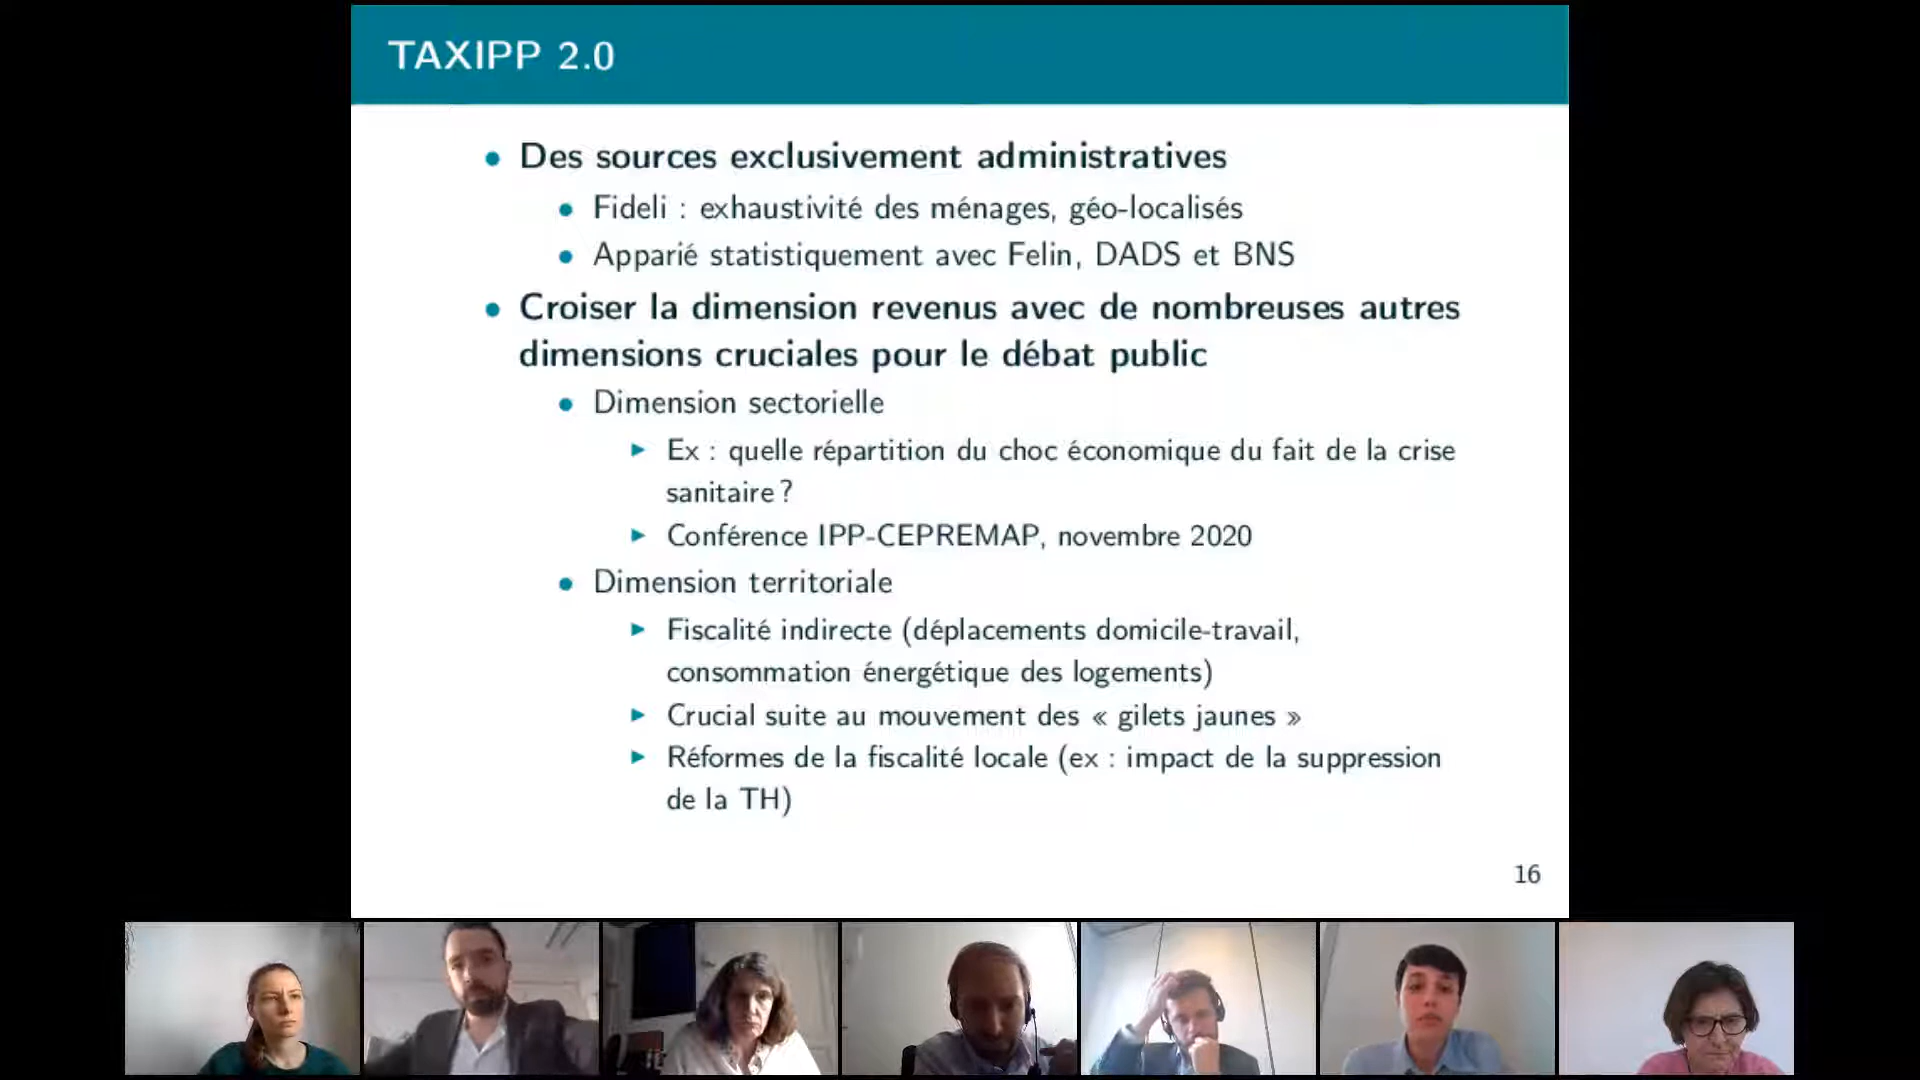 TAXIPP 2.0
• Des sources exclusivement administratives
• Fideli : exhaustivité des ménages, géo-localisés
• Apparié statistiquement avec Felin, DADS et BNS
• Croiser la dimension revenus avec de nombreuses autres
dimensions cruciales pour le débat public
• Dimension sectorielle
▶ Ex : quelle répartition du choc économique du fait de la crise
sanitaire ?
▶ Conférence IPP-CEPREMAP, novembre 2020
• Dimension territoriale
▶ Fiscalité indirecte (déplacements domicile-travail,
consommation énergétique des logements)
▶ Crucial suite au mouvement des « gilets jaunes »
▶ Réformes de la fiscalité locale (ex : impact de la suppression
de la TH)
16